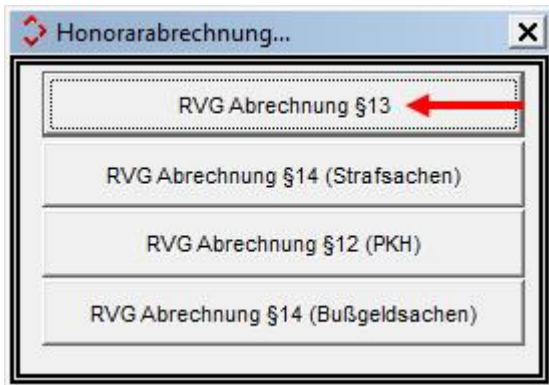 Honorarabrechnung...
RVG Abrechnung §13
RVG Abrechnung §14 (Strafsachen)
RVG Abrechnung §12 (PKH)
RVG Abrechnung §14 (Bußgeldsachen)